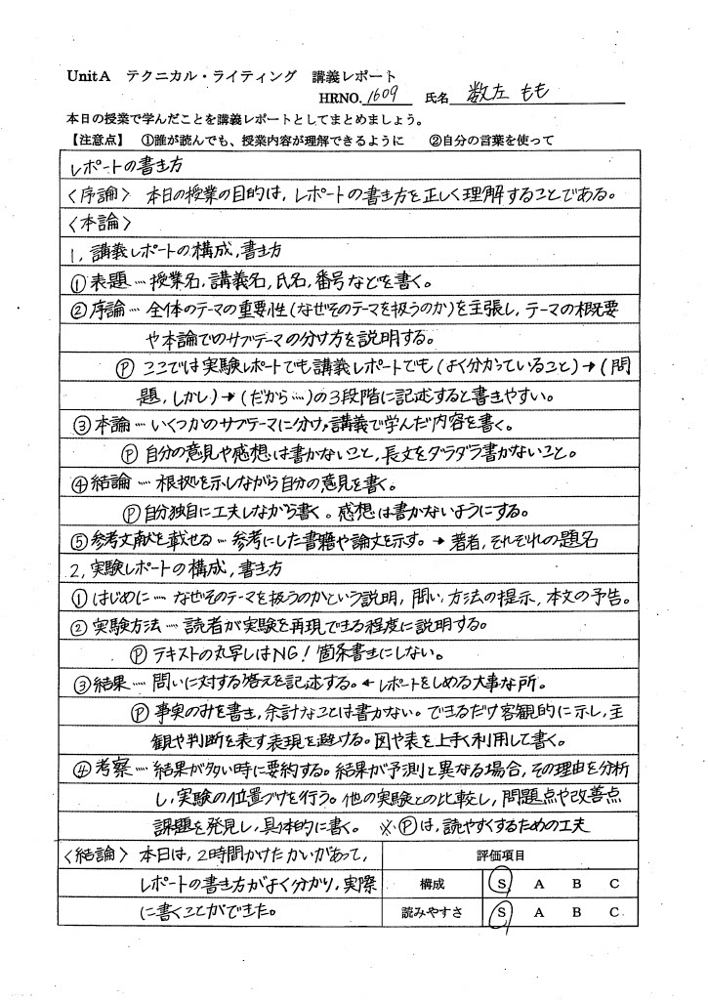 UnitA テクニカル・ライティング 講義レポート
HRNO. 1609 氏名 数左 もも
本日の授業で学んだことを講義レポートとしてまとめましょう。
【注意点】 ①誰が読んでも、授業内容が理解できるように ②自分の言葉を使って
レポートの書き方
〈序論〉 本日の授業の目的は，レポートの書き方を正しく理解することである。
〈本論〉
1，講義レポートの構成，書き方
①表題…授業名，講義名，氏名，番号などを書く。
②序論…全体のテーマの重要性(なぜそのテーマを扱うのか)を主張し，テーマの概要
や本論でのサブテーマの分け方を説明する。
Ⓟ ここでは実験レポートでも講義レポートでも(よく分かっていること)→(問
題，しかし)→(だから…)の3段階に記述すると書きやすい。
③本論…いくつかのサブテーマに分け，講義で学んだ内容を書く。
Ⓟ 自分の意見や感想は書かないこと，長文をダラダラ書かないこと。
④結論…根拠を示しながら自分の意見を書く。
Ⓟ自分独自に工夫しながら書く。感想は書かないようにする。
⑤参考文献を載せる…参考にした書籍や論文を示す。→著者，それぞれの題名
2，実験レポートの構成，書き方
①はじめに…なぜそのテーマを扱うのかという説明，問い，方法の提示，本文の予告。
②実験方法…読者が実験を再現できる程度に説明する。
Ⓟ テキストの丸写しはNG！箇条書きにしない。
③結果…問いに対する答えを記述する。←レポートをしめる大事な所。
Ⓟ 事実のみを書き，余計なことは書かない。できるだけ客観的に示し，主
観や判断を表す表現を避ける。図や表を上手く利用して書く。
④考察…結果が多い時に要約する。結果が予測と異なる場合，その理由を分析
し，実験の位置づけを行う。他の実験との比較し，問題点や改善点
課題を発見し，具体的に書く。 ※Ⓟは，読やすくするための工夫
〈結論〉 本日は，2時間かけたかいがあって，
レポートの書き方がよく分かり，実際
に書くことができた。
評価項目
構成 S A B C
読みやすさ S A B C